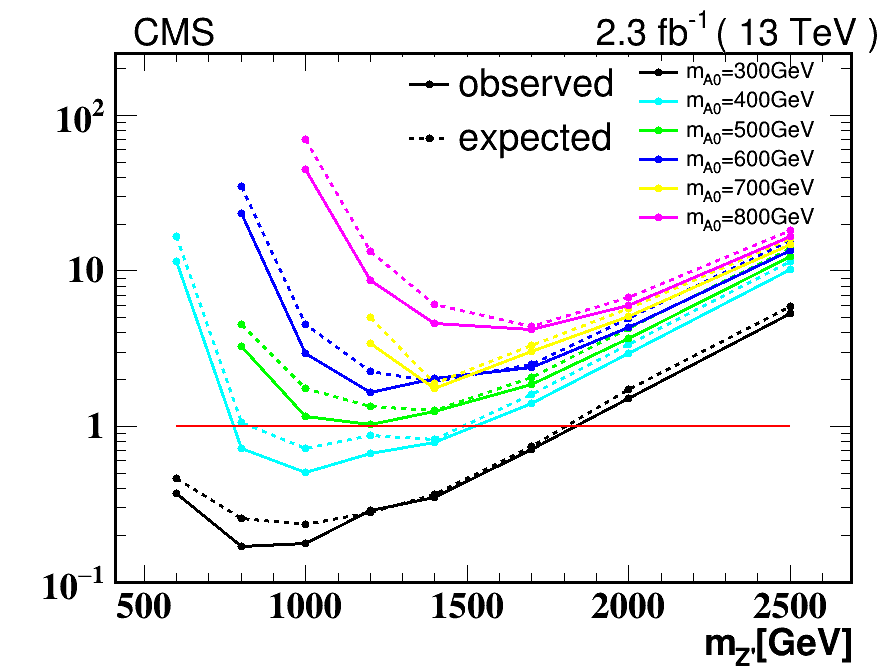 CMS 2.3 fb⁻¹ ( 13 TeV )
observed
expected
m_A0=300GeV
m_A0=400GeV
m_A0=500GeV
m_A0=600GeV
m_A0=700GeV
m_A0=800GeV
10²
10
1
10⁻¹
500 1000 1500 2000 2500
m_Z'[GeV]